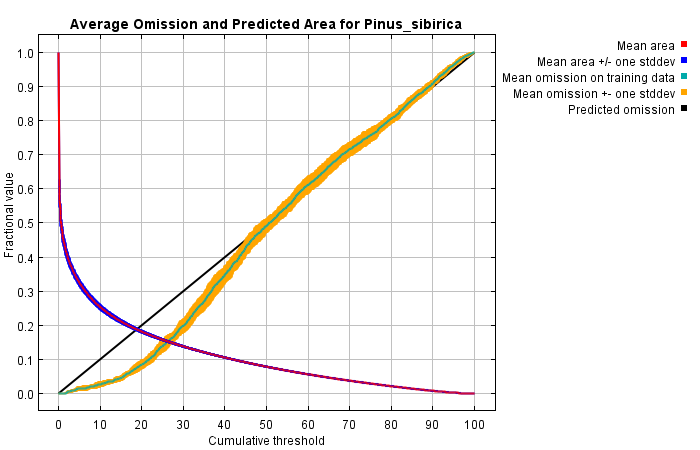 Average Omission and Predicted Area for Pinus_sibirica
Mean area
Mean area +/- one stddev
Mean omission on training data
Mean omission +- one stddev
Predicted omission
Fractional value
1.0
0.9
0.8
0.7
0.6
0.5
0.4
0.3
0.2
0.1
0.0
0 10 20 30 40 50 60 70 80 90 100
Cumulative threshold